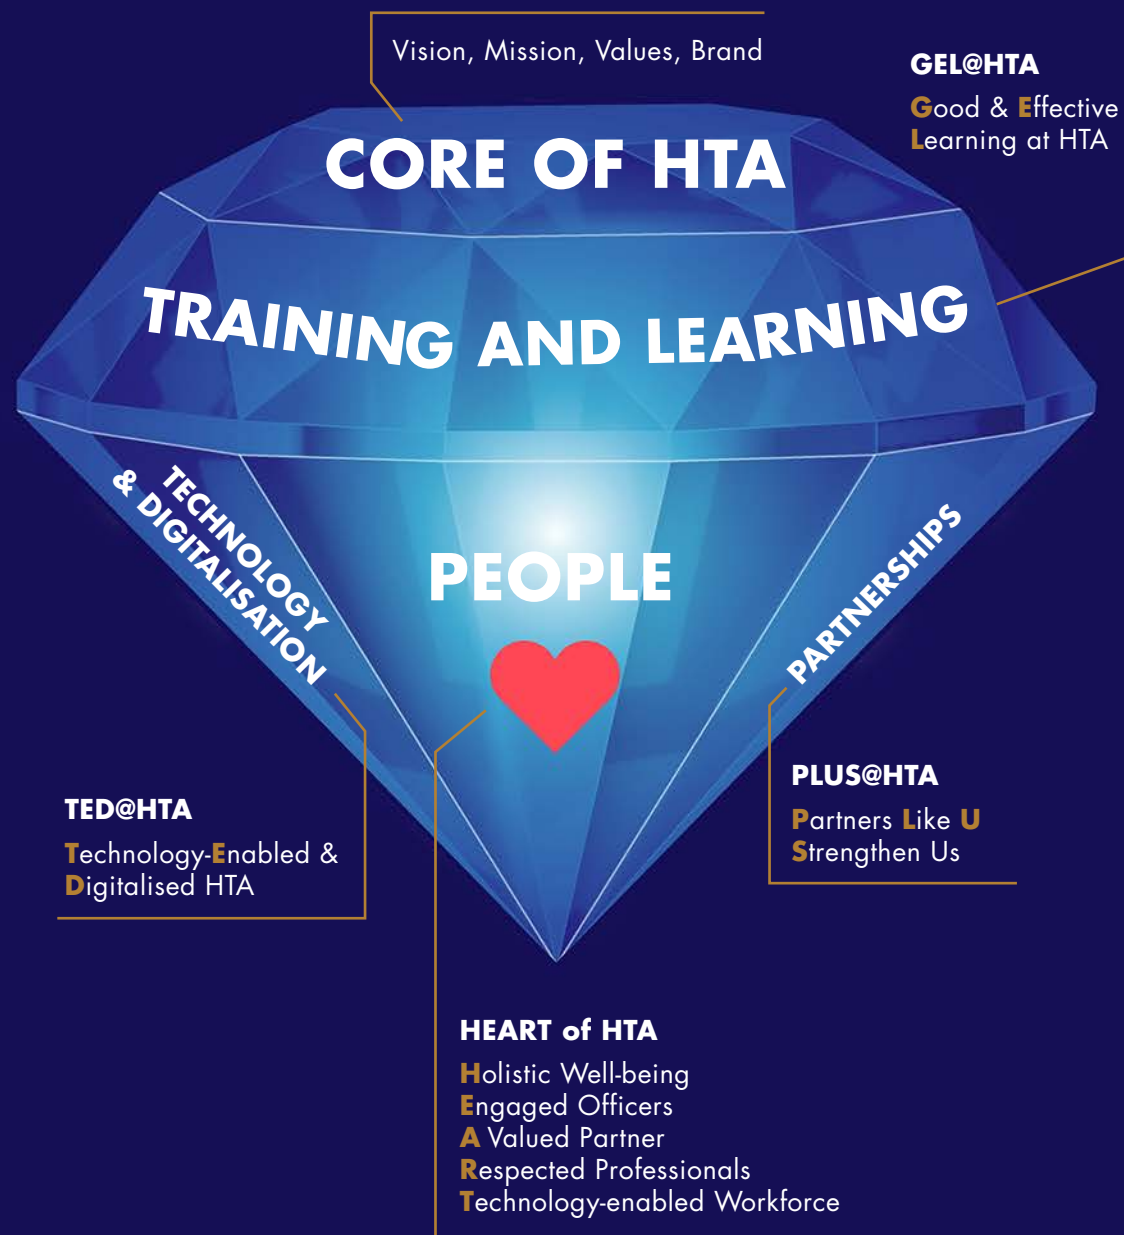 Vision, Mission, Values, Brand
GEL@HTA
Good & Effective
Learning at HTA
CORE OF HTA
TRAINING AND LEARNING
TECHNOLOGY
& DIGITALISATION
PEOPLE
PARTNERSHIPS
TED@HTA
Technology-Enabled &
Digitalised HTA
PLUS@HTA
Partners Like U
Strengthen Us
HEART of HTA
Holistic Well-being
Engaged Officers
A Valued Partner
Respected Professionals
Technology-enabled Workforce